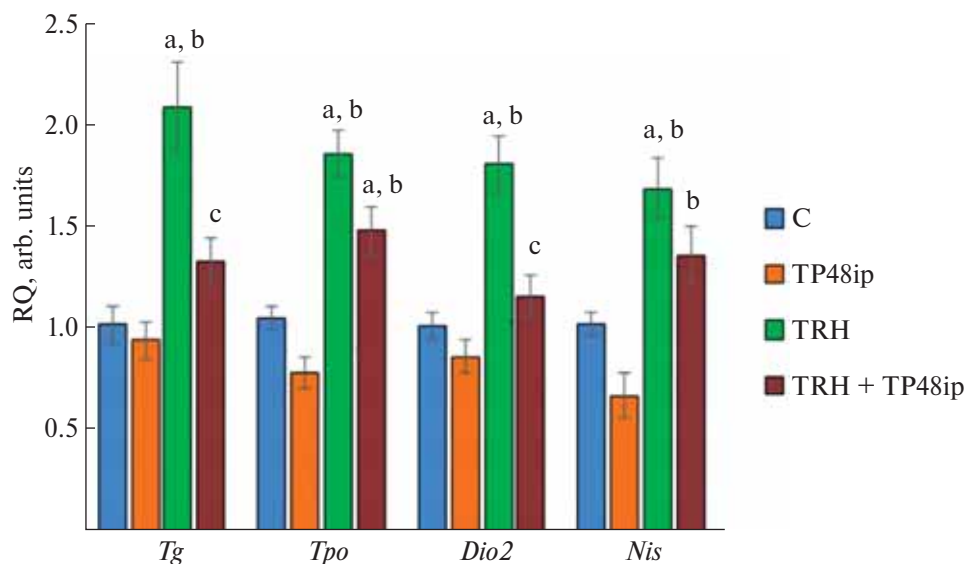 2.5
2.0
1.5
1.0
0.5
RQ, arb. units
a, b
c
a, b
a, b
a, b
c
a, b
b
Tg
Tpo
Dio2
Nis
C
TP48ip
TRH
TRH + TP48ip